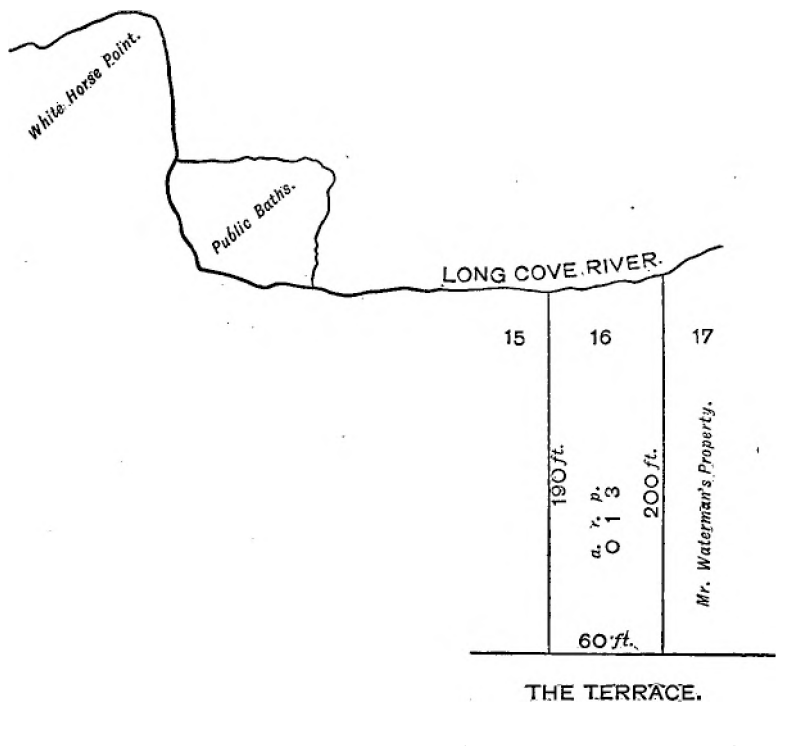 White Horse Point.
Public Baths.
LONG COVE RIVER.
15
16
17
190 ft.
a. r. p.
0 1 3
200 ft.
Mr. Waterman's Property.
60 ft.
THE TERRACE.